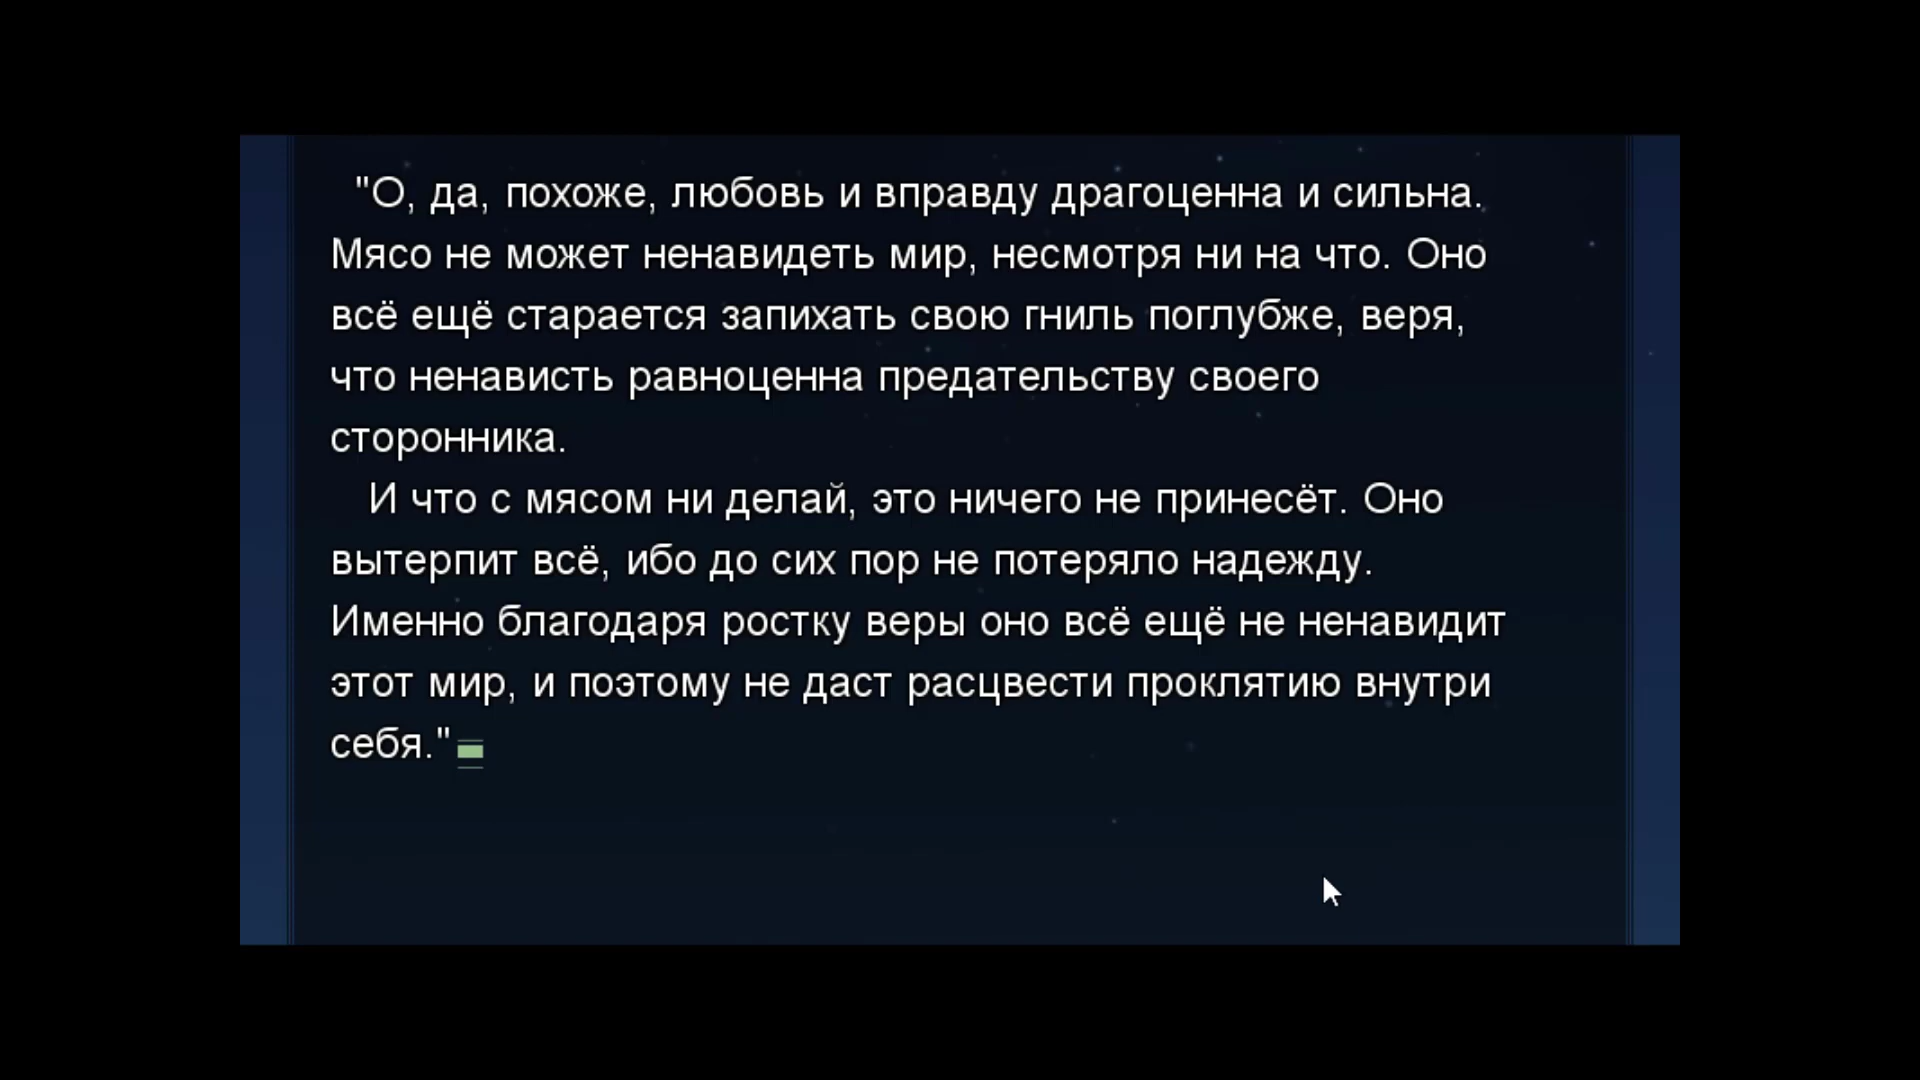 "О, да, похоже, любовь и вправду драгоценна и сильна.
Мясо не может ненавидеть мир, несмотря ни на что. Оно
всё ещё старается запихать свою гниль поглубже, веря,
что ненависть равноценна предательству своего
сторонника.
И что с мясом ни делай, это ничего не принесёт. Оно
вытерпит всё, ибо до сих пор не потеряло надежду.
Именно благодаря ростку веры оно всё ещё не ненавидит
этот мир, и поэтому не даст расцвести проклятию внутри
себя."